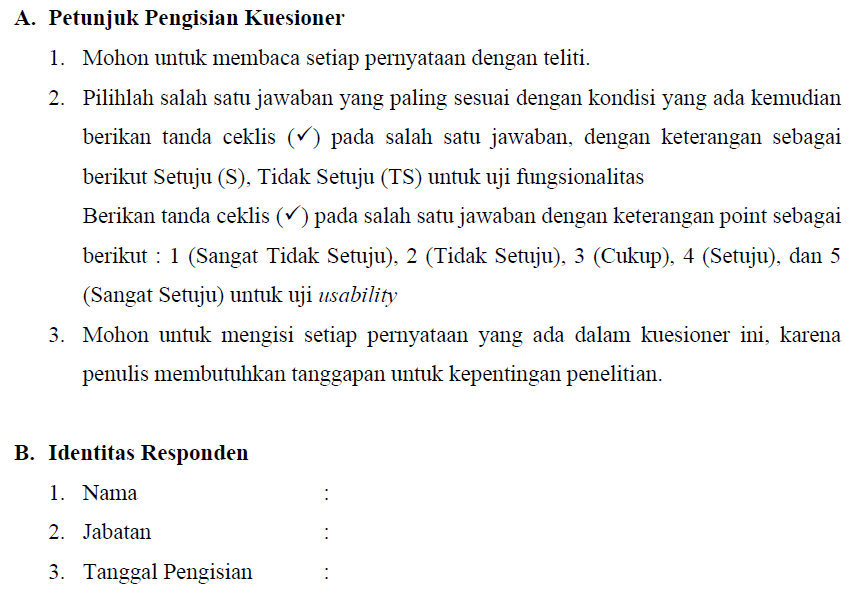 A. Petunjuk Pengisian Kuesioner
1. Mohon untuk membaca setiap pernyataan dengan teliti.
2. Pilihlah salah satu jawaban yang paling sesuai dengan kondisi yang ada kemudian
berikan tanda ceklis (✓) pada salah satu jawaban, dengan keterangan sebagai
berikut Setuju (S), Tidak Setuju (TS) untuk uji fungsionalitas
Berikan tanda ceklis (✓) pada salah satu jawaban dengan keterangan point sebagai
berikut : 1 (Sangat Tidak Setuju), 2 (Tidak Setuju), 3 (Cukup), 4 (Setuju), dan 5
(Sangat Setuju) untuk uji usability
3. Mohon untuk mengisi setiap pernyataan yang ada dalam kuesioner ini, karena
penulis membutuhkan tanggapan untuk kepentingan penelitian.
B. Identitas Responden
1. Nama :
2. Jabatan :
3. Tanggal Pengisian :